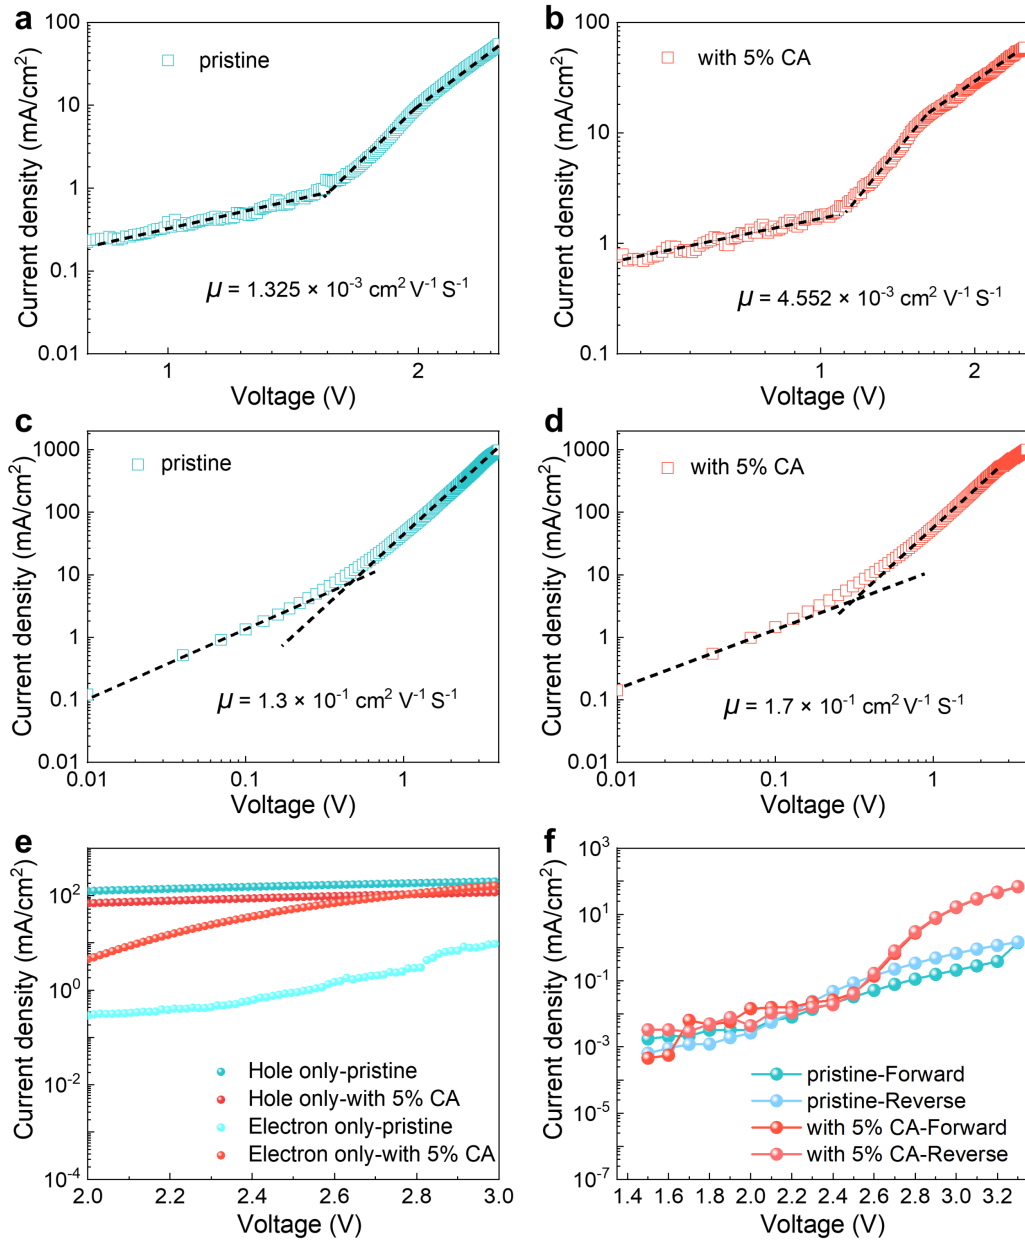 a
100
10
1
0.1
0.01
Current density (mA/cm²)
pristine
μ = 1.325 × 10⁻³ cm² V⁻¹ S⁻¹
1
2
Voltage (V)
b
100
10
1
0.1
Current density (mA/cm²)
with 5% CA
μ = 4.552 × 10⁻³ cm² V⁻¹ S⁻¹
1
2
Voltage (V)
c
1000
100
10
1
0.1
0.01
Current density (mA/cm²)
pristine
μ = 1.3 × 10⁻¹ cm² V⁻¹ S⁻¹
0.01
0.1
1
Voltage (V)
d
1000
100
10
1
0.1
0.01
Current density (mA/cm²)
with 5% CA
μ = 1.7 × 10⁻¹ cm² V⁻¹ S⁻¹
0.01
0.1
1
Voltage (V)
e
10²
10⁰
10⁻²
10⁻⁴
Current density (mA/cm²)
Hole only-pristine
Hole only-with 5% CA
Electron only-pristine
Electron only-with 5% CA
2.0 2.2 2.4 2.6 2.8 3.0
Voltage (V)
f
10³
10¹
10⁻¹
10⁻³
10⁻⁵
10⁻⁷
Current density (mA/cm²)
pristine-Forward
pristine-Reverse
with 5% CA-Forward
with 5% CA-Reverse
1.4 1.6 1.8 2.0 2.2 2.4 2.6 2.8 3.0 3.2
Voltage (V)